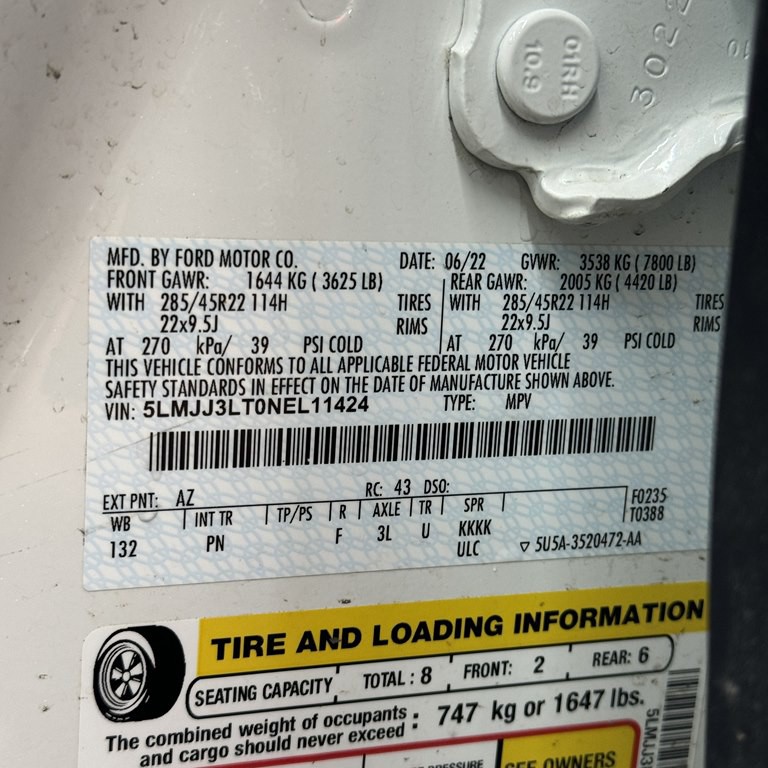 01RH
10.9
3022
MFD. BY FORD MOTOR CO. DATE: 06/22 GVWR: 3538 KG ( 7800 LB)
FRONT GAWR: 1644 KG ( 3625 LB) REAR GAWR: 2005 KG ( 4420 LB)
WITH 285/45R22 114H TIRES WITH 285/45R22 114H TIRES
22x9.5J RIMS 22x9.5J RIMS
AT 270 kPa/ 39 PSI COLD AT 270 kPa/ 39 PSI COLD
THIS VEHICLE CONFORMS TO ALL APPLICABLE FEDERAL MOTOR VEHICLE
SAFETY STANDARDS IN EFFECT ON THE DATE OF MANUFACTURE SHOWN ABOVE.
VIN: 5LMJJ3LT0NEL11424 TYPE: MPV
EXT PNT: AZ RC: 43 DSO:
WB INT TR TP/PS R AXLE TR SPR F0235
T0388
132 PN F 3L U KKKK
ULC ▽ 5U5A-3520472-AA
TIRE AND LOADING INFORMATION
SEATING CAPACITY TOTAL : 8 FRONT: 2 REAR: 6
The combined weight of occupants
and cargo should never exceed : 747 kg or 1647 lbs.
PRESSURE SEE OWNERS
5LMJJ3